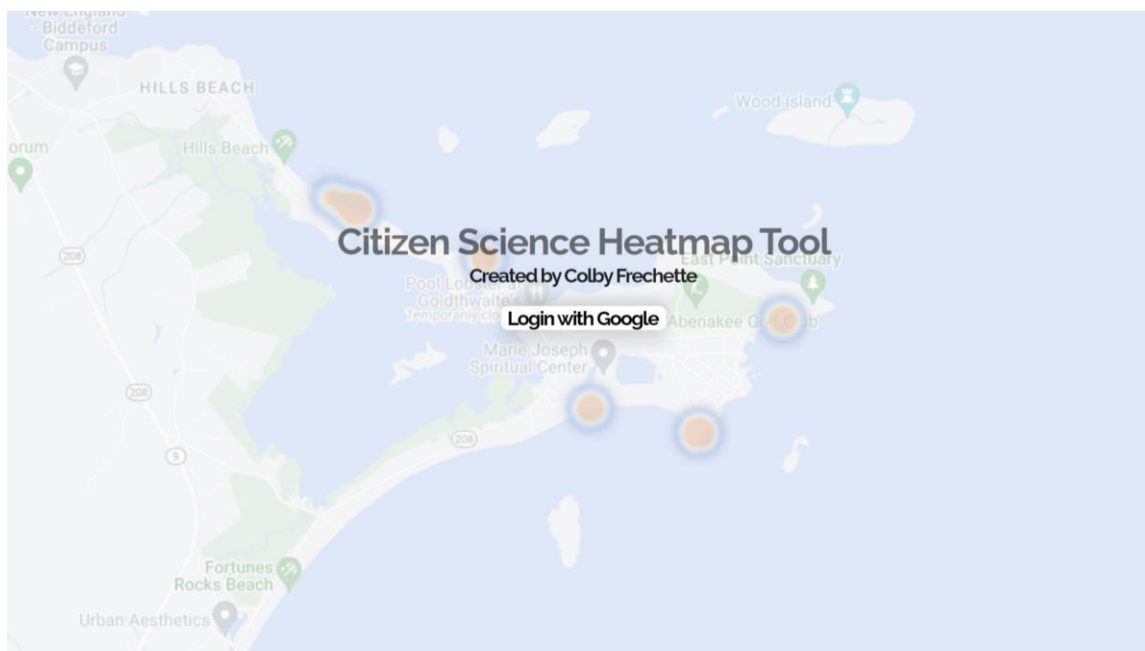 New England
- Biddeford
Campus
HILLS BEACH
Wood Island
orum
Hills Beach
208
Citizen Science Heatmap Tool
East Point Sanctuary
Created by Colby Frechette
Pool Lobster at
Goldthwaite's
Temporarily clo
Login with Google
Abenakee G lf Club
Marie Joseph
Spiritual Center
208
208
9
Fortunes
Rocks Beach
Urban Aesthetics